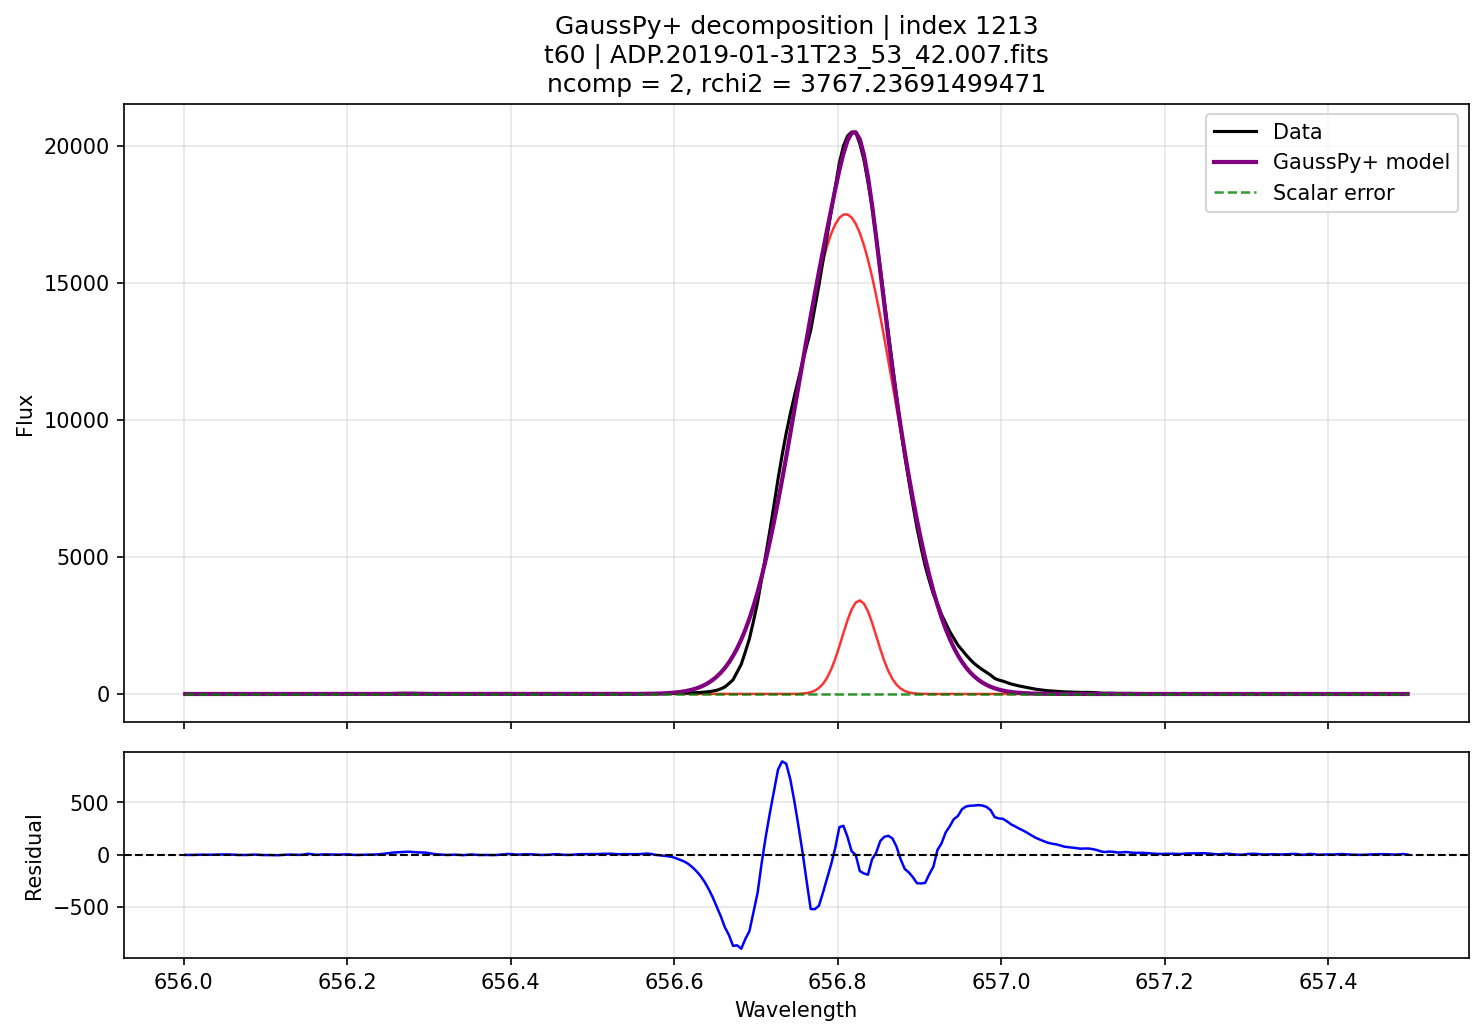 GaussPy+ decomposition | index 1213
t60 | ADP.2019-01-31T23_53_42.007.fits
ncomp = 2, rchi2 = 3767.23691499471
Data
GaussPy+ model
Scalar error
20000
15000
10000
5000
0
Flux
500
0
−500
Residual
656.0 656.2 656.4 656.6 656.8 657.0 657.2 657.4
Wavelength